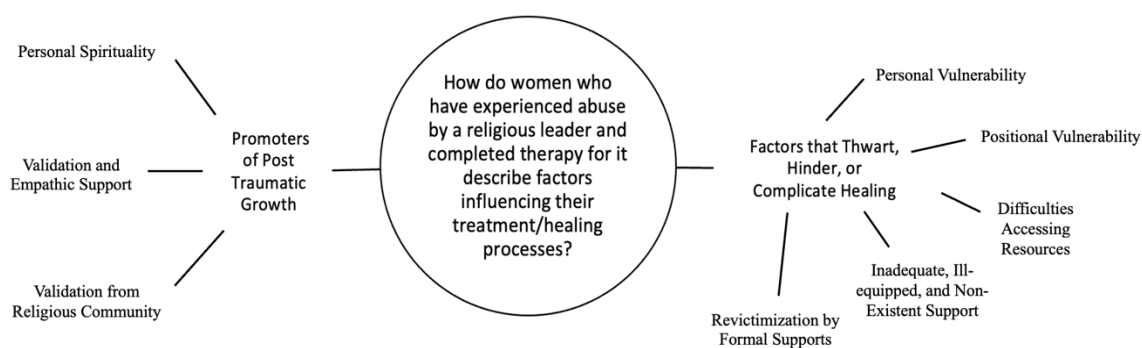 Personal Spirituality
Validation and
Empathic Support
Validation from
Religious Community
Promoters
of Post
Traumatic
Growth
How do women who
have experienced abuse
by a religious leader and
completed therapy for it
describe factors
influencing their
treatment/healing
processes?
Factors that Thwart,
Hinder, or
Complicate Healing
Personal Vulnerability
Positional Vulnerability
Difficulties
Accessing
Resources
Inadequate, Ill-
equipped, and Non-
Existent Support
Revictimization by
Formal Supports